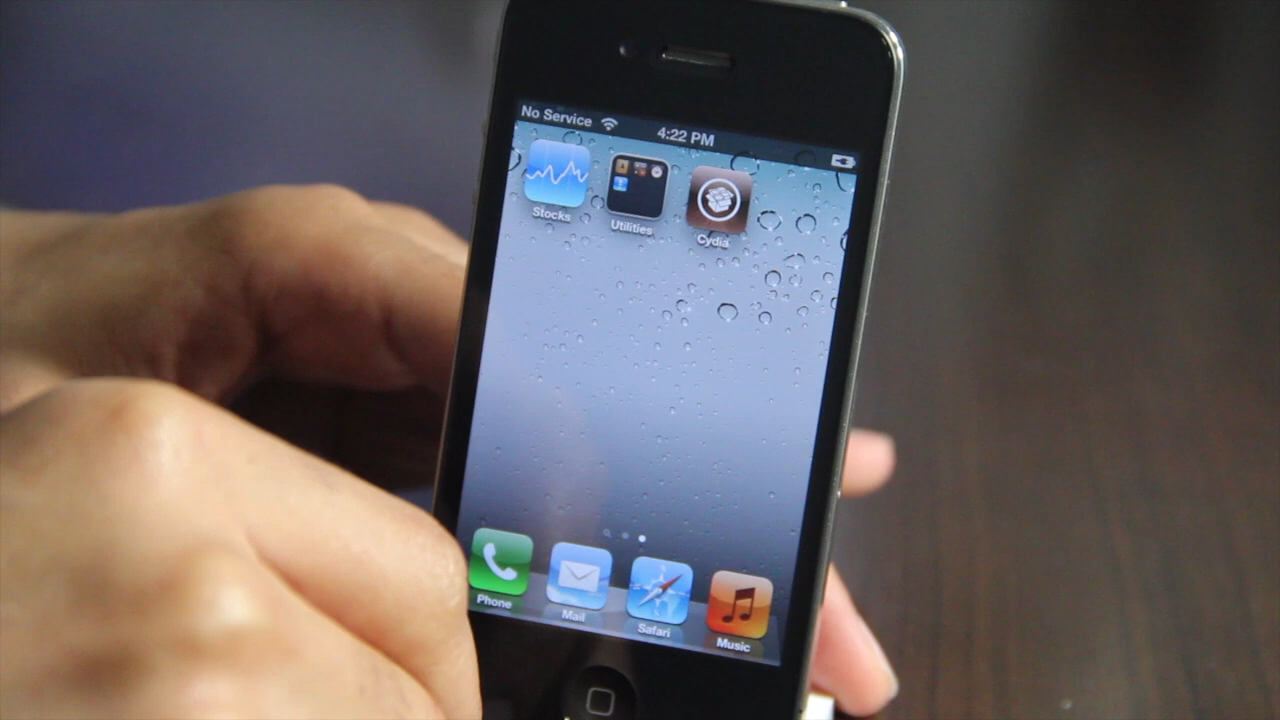 No Service
4:22 PM
Stocks
Utilities
Cydia
Phone
Mail
Safari
Music